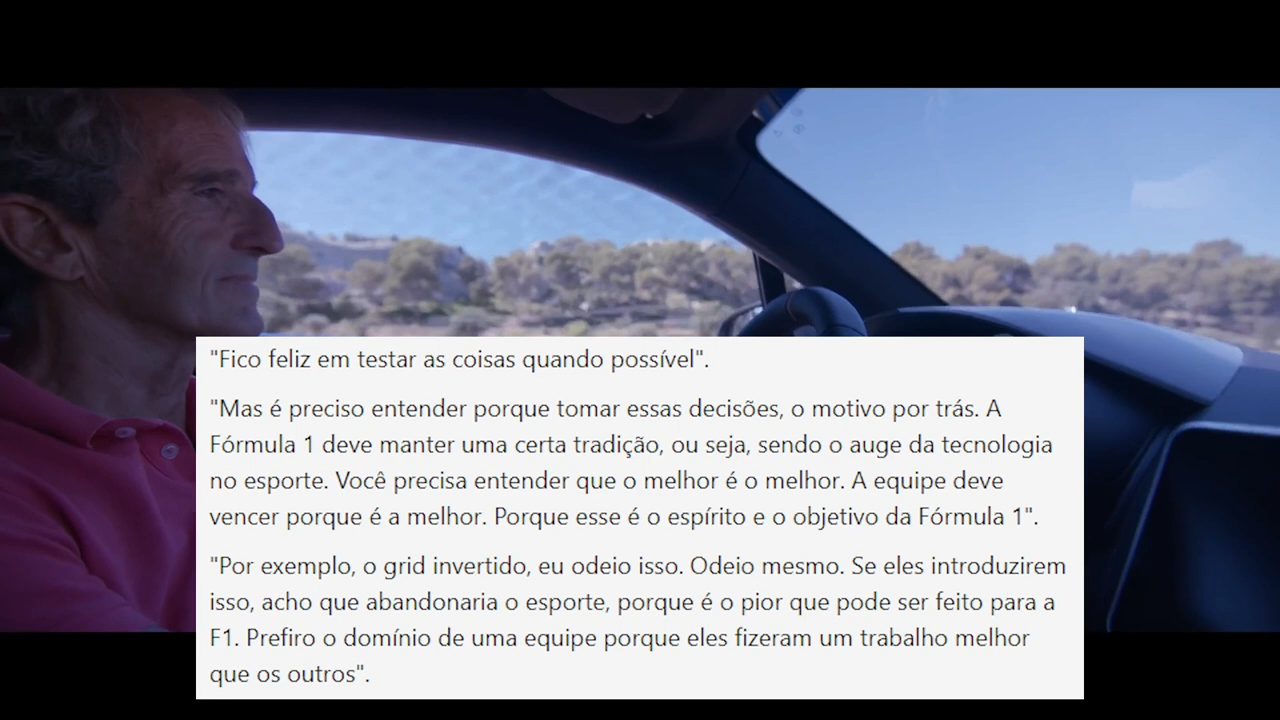 "Fico feliz em testar as coisas quando possível".
"Mas é preciso entender porque tomar essas decisões, o motivo por trás. A
Fórmula 1 deve manter uma certa tradição, ou seja, sendo o auge da tecnologia
no esporte. Você precisa entender que o melhor é o melhor. A equipe deve
vencer porque é a melhor. Porque esse é o espírito e o objetivo da Fórmula 1".
"Por exemplo, o grid invertido, eu odeio isso. Odeio mesmo. Se eles introduzirem
isso, acho que abandonaria o esporte, porque é o pior que pode ser feito para a
F1. Prefiro o domínio de uma equipe porque eles fizeram um trabalho melhor
que os outros".